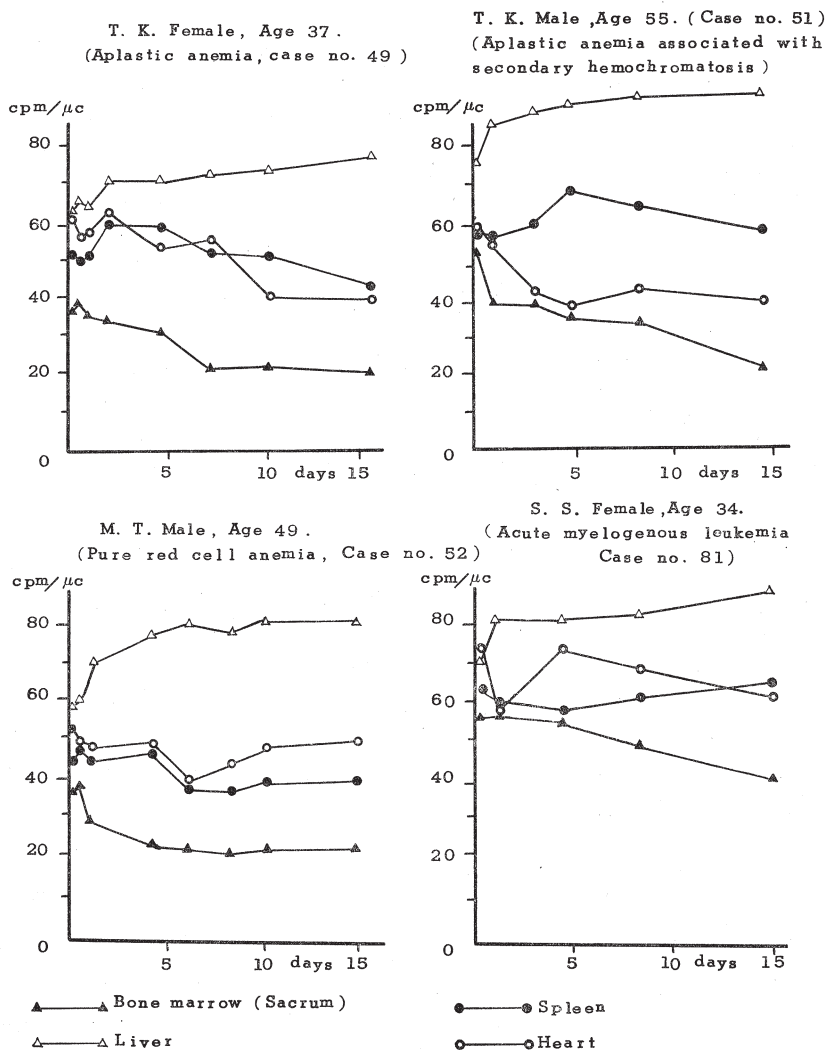 T. K. Female, Age 37.
(Aplastic anemia, case no. 49 )
cpm/μc
80
60
40
20
0
5
10
days
15
T. K. Male ,Age 55. ( Case no. 51)
(Aplastic anemia associated with
secondary hemochromatosis )
cpm/μc
80
60
40
20
0
5
10
days
15
M. T. Male, Age 49 .
(Pure red cell anemia, Case no. 52)
cpm/μc
80
60
40
20
0
5
10
days
15
S. S. Female ,Age 34.
(Acute myelogenous leukemia
Case no. 81)
cpm/μc
80
60
40
20
0
5
10
days
15
Bone marrow (Sacrum)
Liver
Spleen
Heart